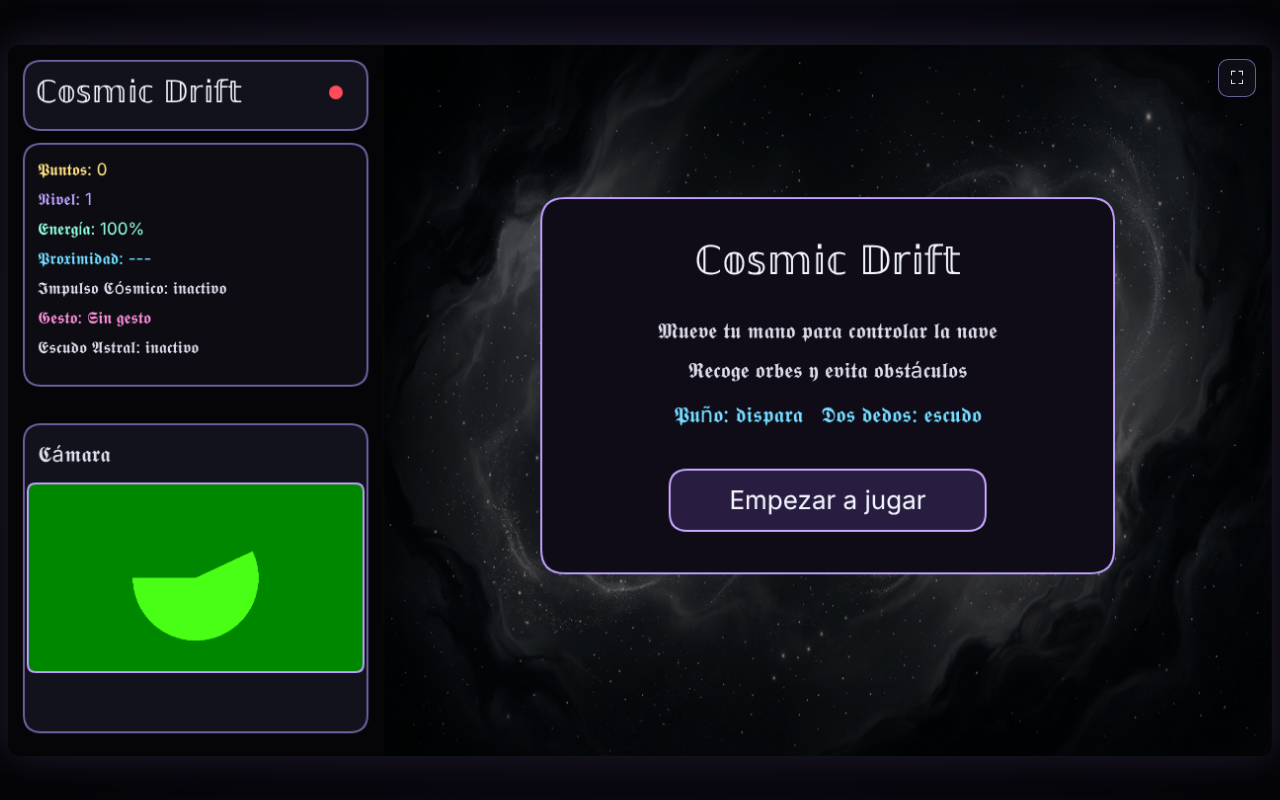 Cosmic Drift
Puntos: 0
Nivel: 1
Energía: 100%
Proximidad: ---
Impulso Cósmico: inactivo
Gesto: Sin gesto
Escudo Astral: inactivo
Cámara
Cosmic Drift
Mueve tu mano para controlar la nave
Recoge orbes y evita obstáculos
Puño: dispara Dos dedos: escudo
Empezar a jugar